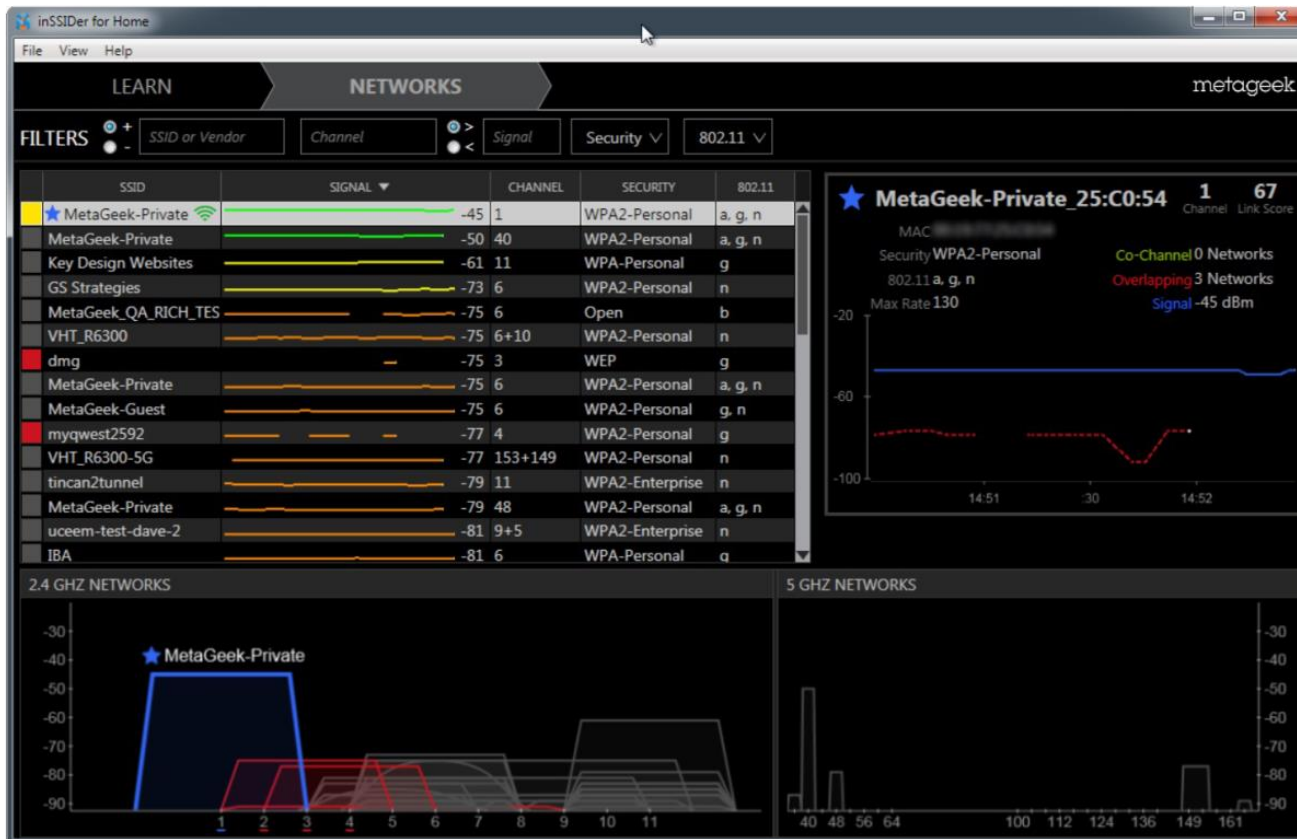 inSSIDer for Home
File View Help
LEARN NETWORKS metageek
FILTERS + - SSID or Vendor Channel > < Signal Security 802.11
SSID SIGNAL CHANNEL SECURITY 802.11
MetaGeek-Private -45 1 WPA2-Personal a, g, n
MetaGeek-Private -50 40 WPA2-Personal a, g, n
Key Design Websites -61 11 WPA-Personal g
GS Strategies -73 6 WPA2-Personal n
MetaGeek_QA_RICH_TES -75 6 Open b
VHT_R6300 -75 6+10 WPA2-Personal n
dmg -75 3 WEP g
MetaGeek-Private -75 6 WPA2-Personal a, g, n
MetaGeek-Guest -75 6 WPA2-Personal g, n
myqwest2592 -77 4 WPA2-Personal g
VHT_R6300-5G -77 153+149 WPA2-Personal n
tincan2tunnel -79 11 WPA2-Enterprise n
MetaGeek-Private -79 48 WPA2-Personal a, g, n
uceem-test-dave-2 -81 9+5 WPA2-Enterprise n
IBA -81 6 WPA-Personal g
MetaGeek-Private_25:C0:54 1 67
Channel Link Score
MAC
Security WPA2-Personal Co-Channel 0 Networks
802.11 a, g, n Overlapping 3 Networks
Max Rate 130 Signal -45 dBm
-20
-60
-100
14:51 :30 14:52
2.4 GHZ NETWORKS
-30
-40
MetaGeek-Private
-50
-60
-70
-80
-90
1 2 3 4 5 6 7 8 9 10 11
5 GHZ NETWORKS
-30
-40
-50
-60
-70
-80
-90
40 48 56 64 100 112 124 136 149 161